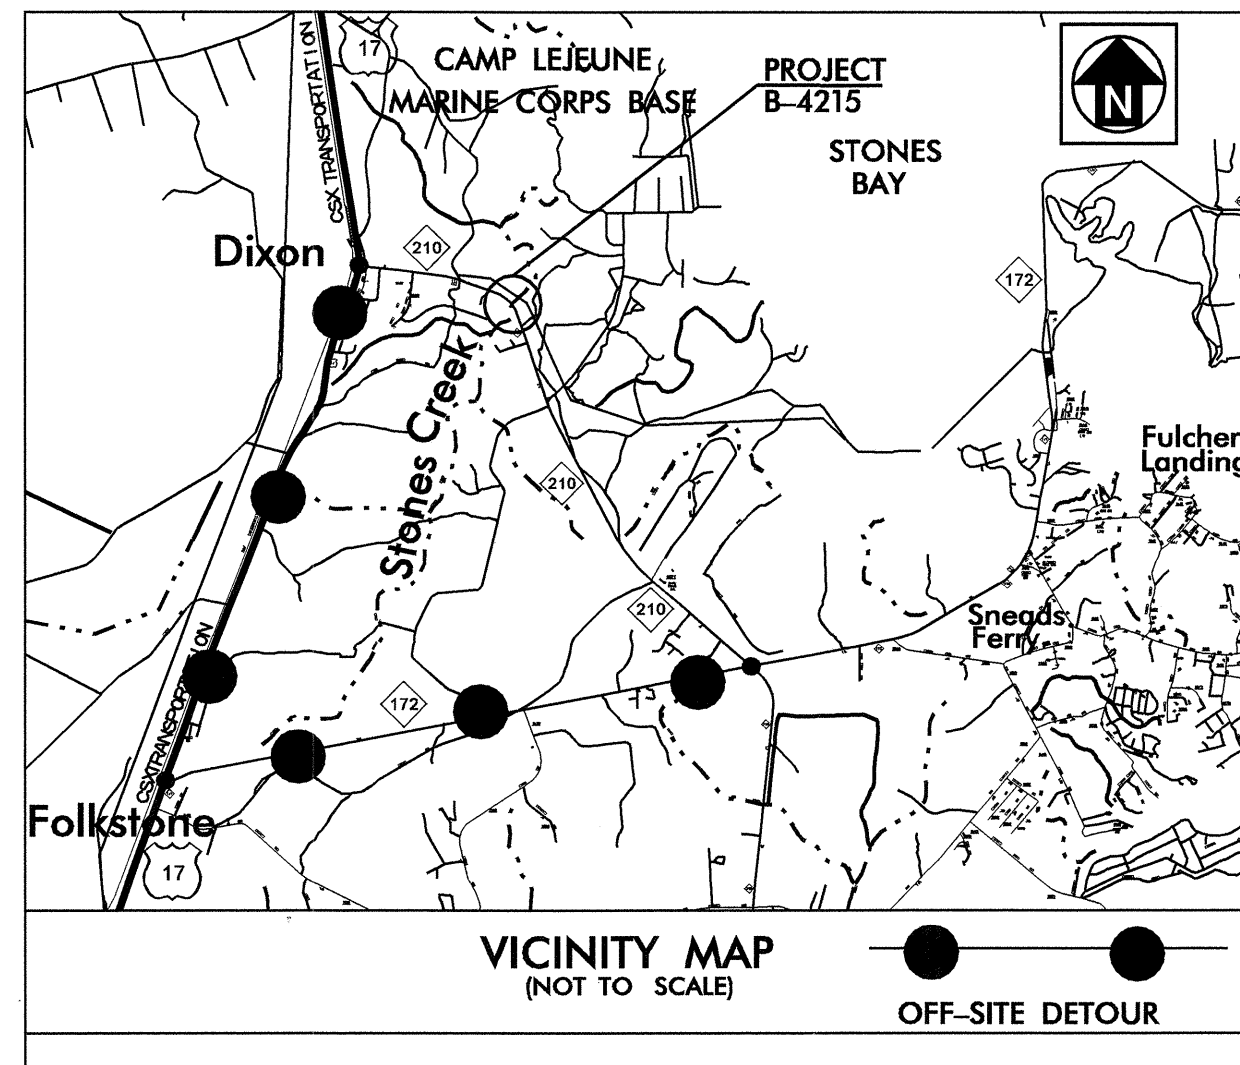 17
CAMP LEJEUNE
MARINE CORPS BASE
PROJECT
B–4215
N
STONES
BAY
CSX TRANSPORTATION
Dixon
210
172
Stones Creek
210
Fulcher
Landing
210
Sneads
Ferry
172
CSX TRANSPORTATION
Folkstone
17
VICINITY MAP
(NOT TO SCALE)
OFF–SITE DETOUR